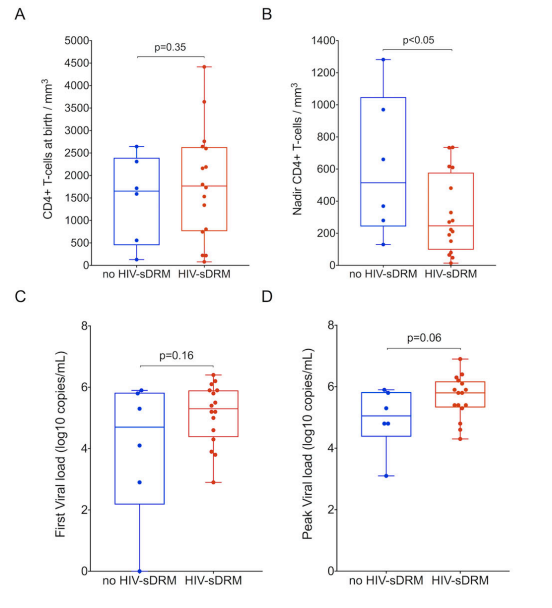 A
p=0.35
CD4+ T-cells at birth / mm³
5000
4500
4000
3500
3000
2500
2000
1500
1000
500
0
no HIV-sDRM HIV-sDRM
B
p<0.05
Nadir CD4+ T-cells / mm³
1400
1200
1000
800
600
400
200
0
no HIV-sDRM HIV-sDRM
C
p=0.16
First Viral load (log10 copies/mL)
8
6
4
2
0
no HIV-sDRM HIV-sDRM
D
p=0.06
Peak Viral load (log10 copies/mL)
8
6
4
2
0
no HIV-sDRM HIV-sDRM